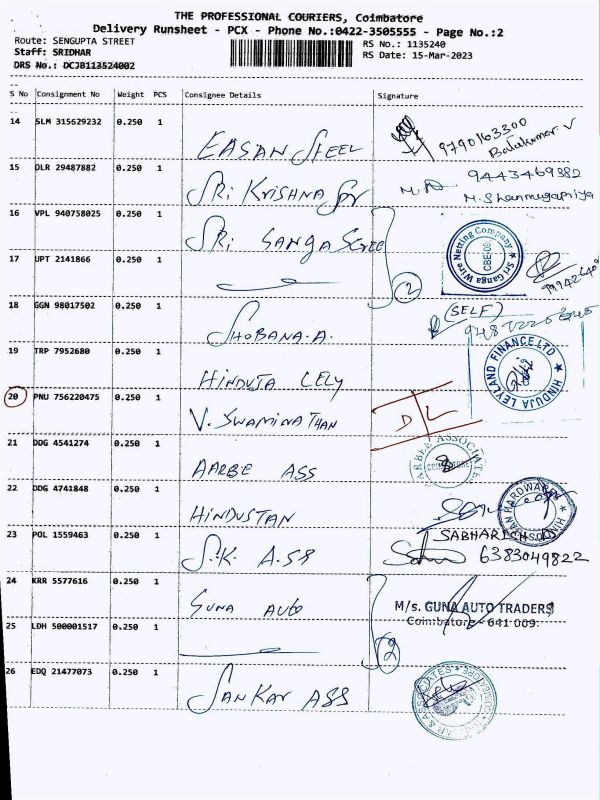 THE PROFESSIONAL COURIERS, Coimbatore
Delivery Runsheet - PCX - Phone No.:0422-3505555 - Page No.:2
Route: SENGUPTA STREET
RS No.: 1135240
Staff: SRIDHAR
RS Date: 15-Mar-2023
DRS No.: DCJB113524002
S No Consignment No Weight PCS Consignee Details Signature
14 SLM 315629232 0.250 1 EASAN STEEL 9790163300
Balakumar. V
15 DLR 29487882 0.250 1 SRi KRISHNA 9443469382
M.Shanmugapriya
16 VPL 940758025 0.250 1 SRi GANGA SCREE
Sri Ganga Wire Netting Company CBE-09
17 UPT 2141866 0.250 1 2
18 GGN 98017502 0.250 1 SHOBANA.A. (SELF)
19 TRP 7952680 0.250 1 HINDUJA LELY
HINDUJA LEYLAND FINANCE LTD
20 PNU 756220475 0.250 1 V. SWAMINATHAN D/L
21 DDG 4541274 0.250 1 AARBE ASS
22 DDG 4741848 0.250 1 HINDUSTAN
23 POL 1559463 0.250 1 S.K. A.SS
6383049822
24 KRR 5577616 0.250 1 GUNA AUTO
M/s. GUNA AUTO TRADERS
Coimbatore - 641 009.
25 LDH 500001517 0.250 1 2
26 EDQ 21477073 0.250 1 SANKAR ASS